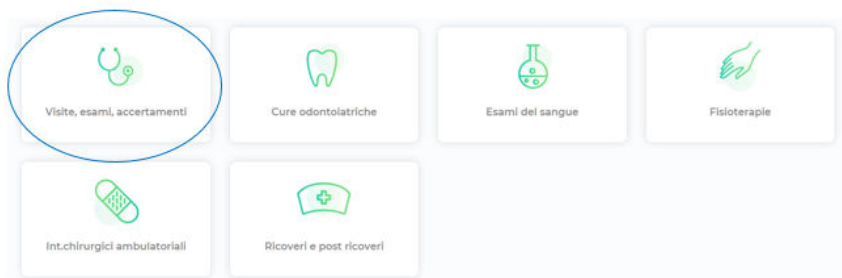 Visite, esami, accertamenti
Cure odontoiatriche
Esami del sangue
Fisioterapie
Int.chirurgici ambulatoriali
Ricoveri e post ricoveri